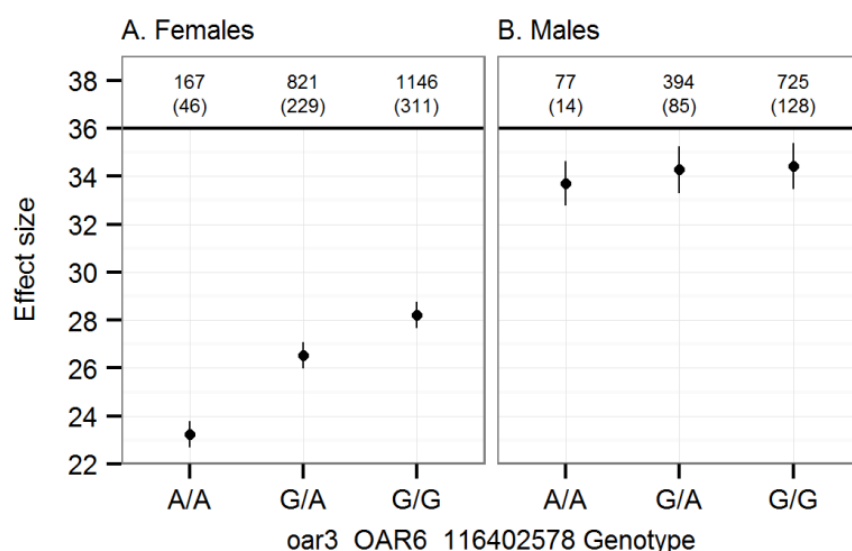 A. Females
B. Males
38
36
34
32
30
28
26
24
22
Effect size
167 821 1146
(46) (229) (311)
77 394 725
(14) (85) (128)
A/A G/A G/G
A/A G/A G/G
oar3_OAR6_116402578 Genotype